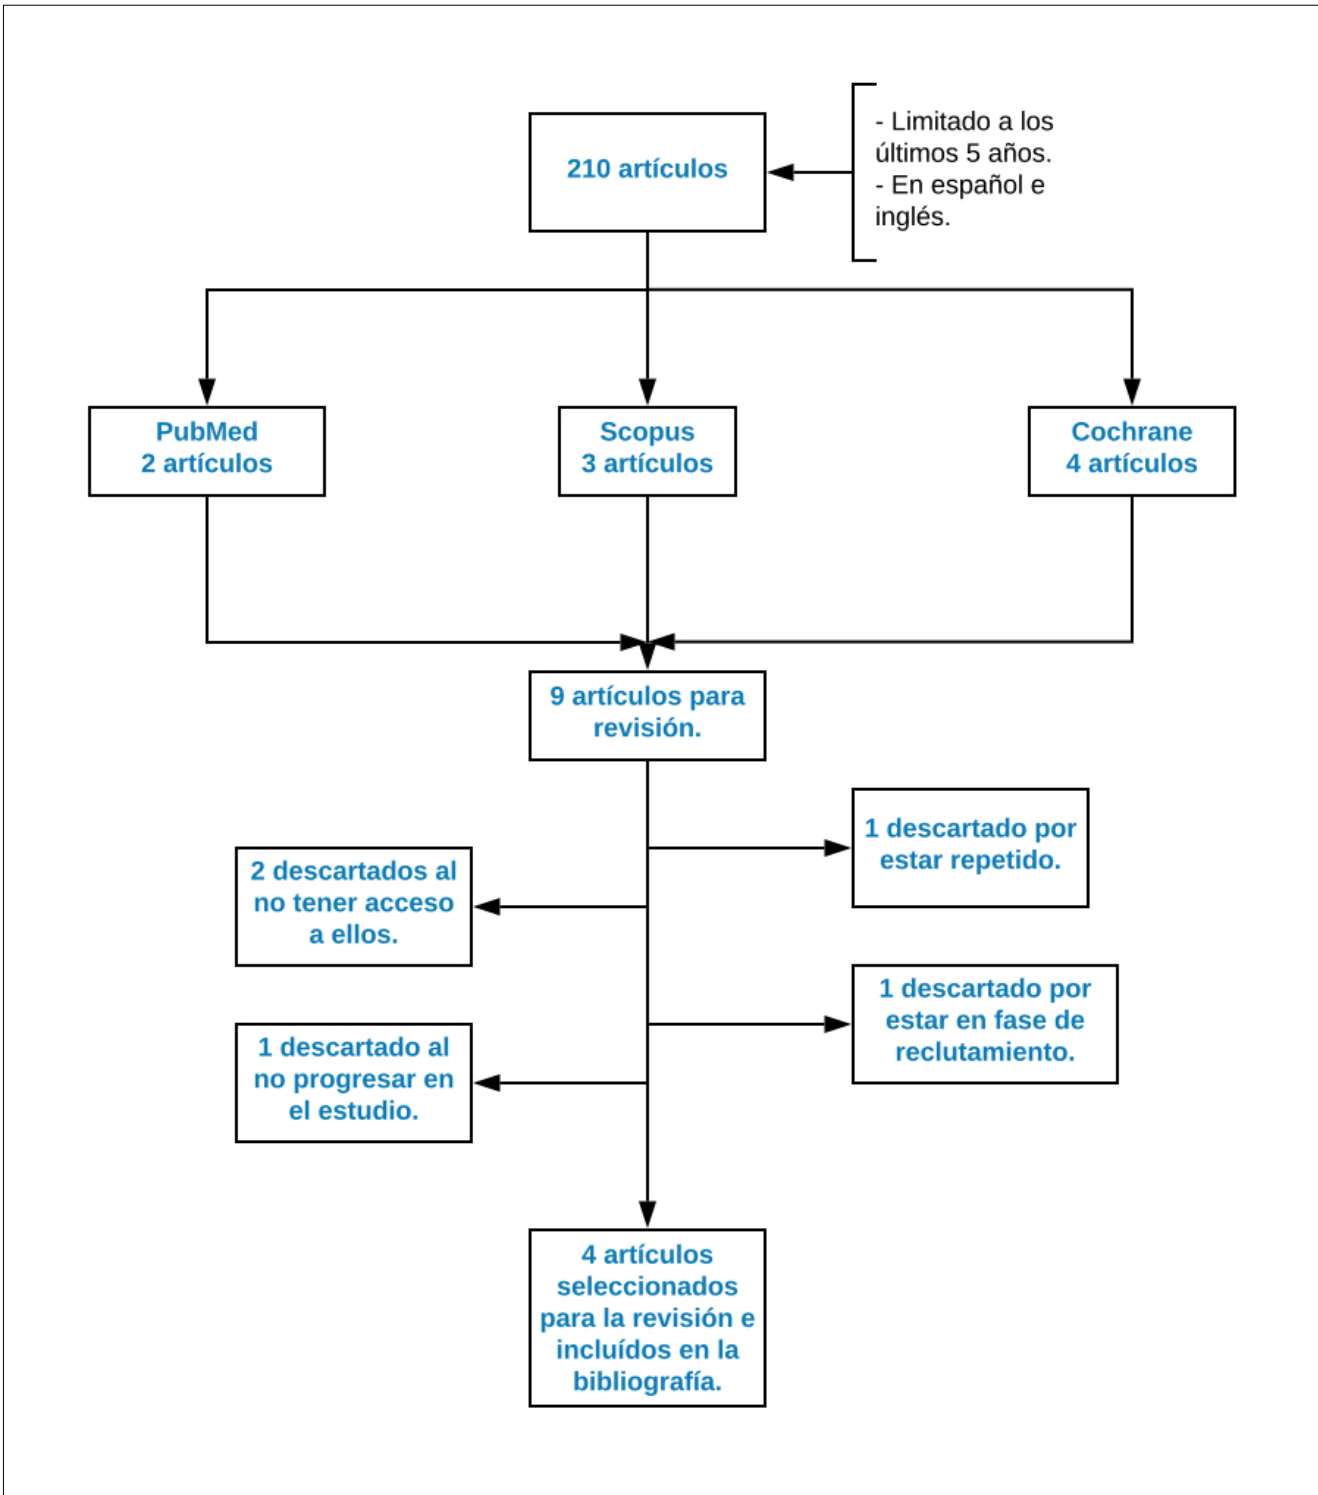 210 artículos
- Limitado a los
últimos 5 años.
- En español e
inglés.
PubMed
2 artículos
Scopus
3 artículos
Cochrane
4 artículos
9 artículos para
revisión.
1 descartado por
estar repetido.
2 descartados al
no tener acceso
a ellos.
1 descartado por
estar en fase de
reclutamiento.
1 descartado al
no progresar en
el estudio.
4 artículos
seleccionados
para la revisión e
incluídos en la
bibliografía.